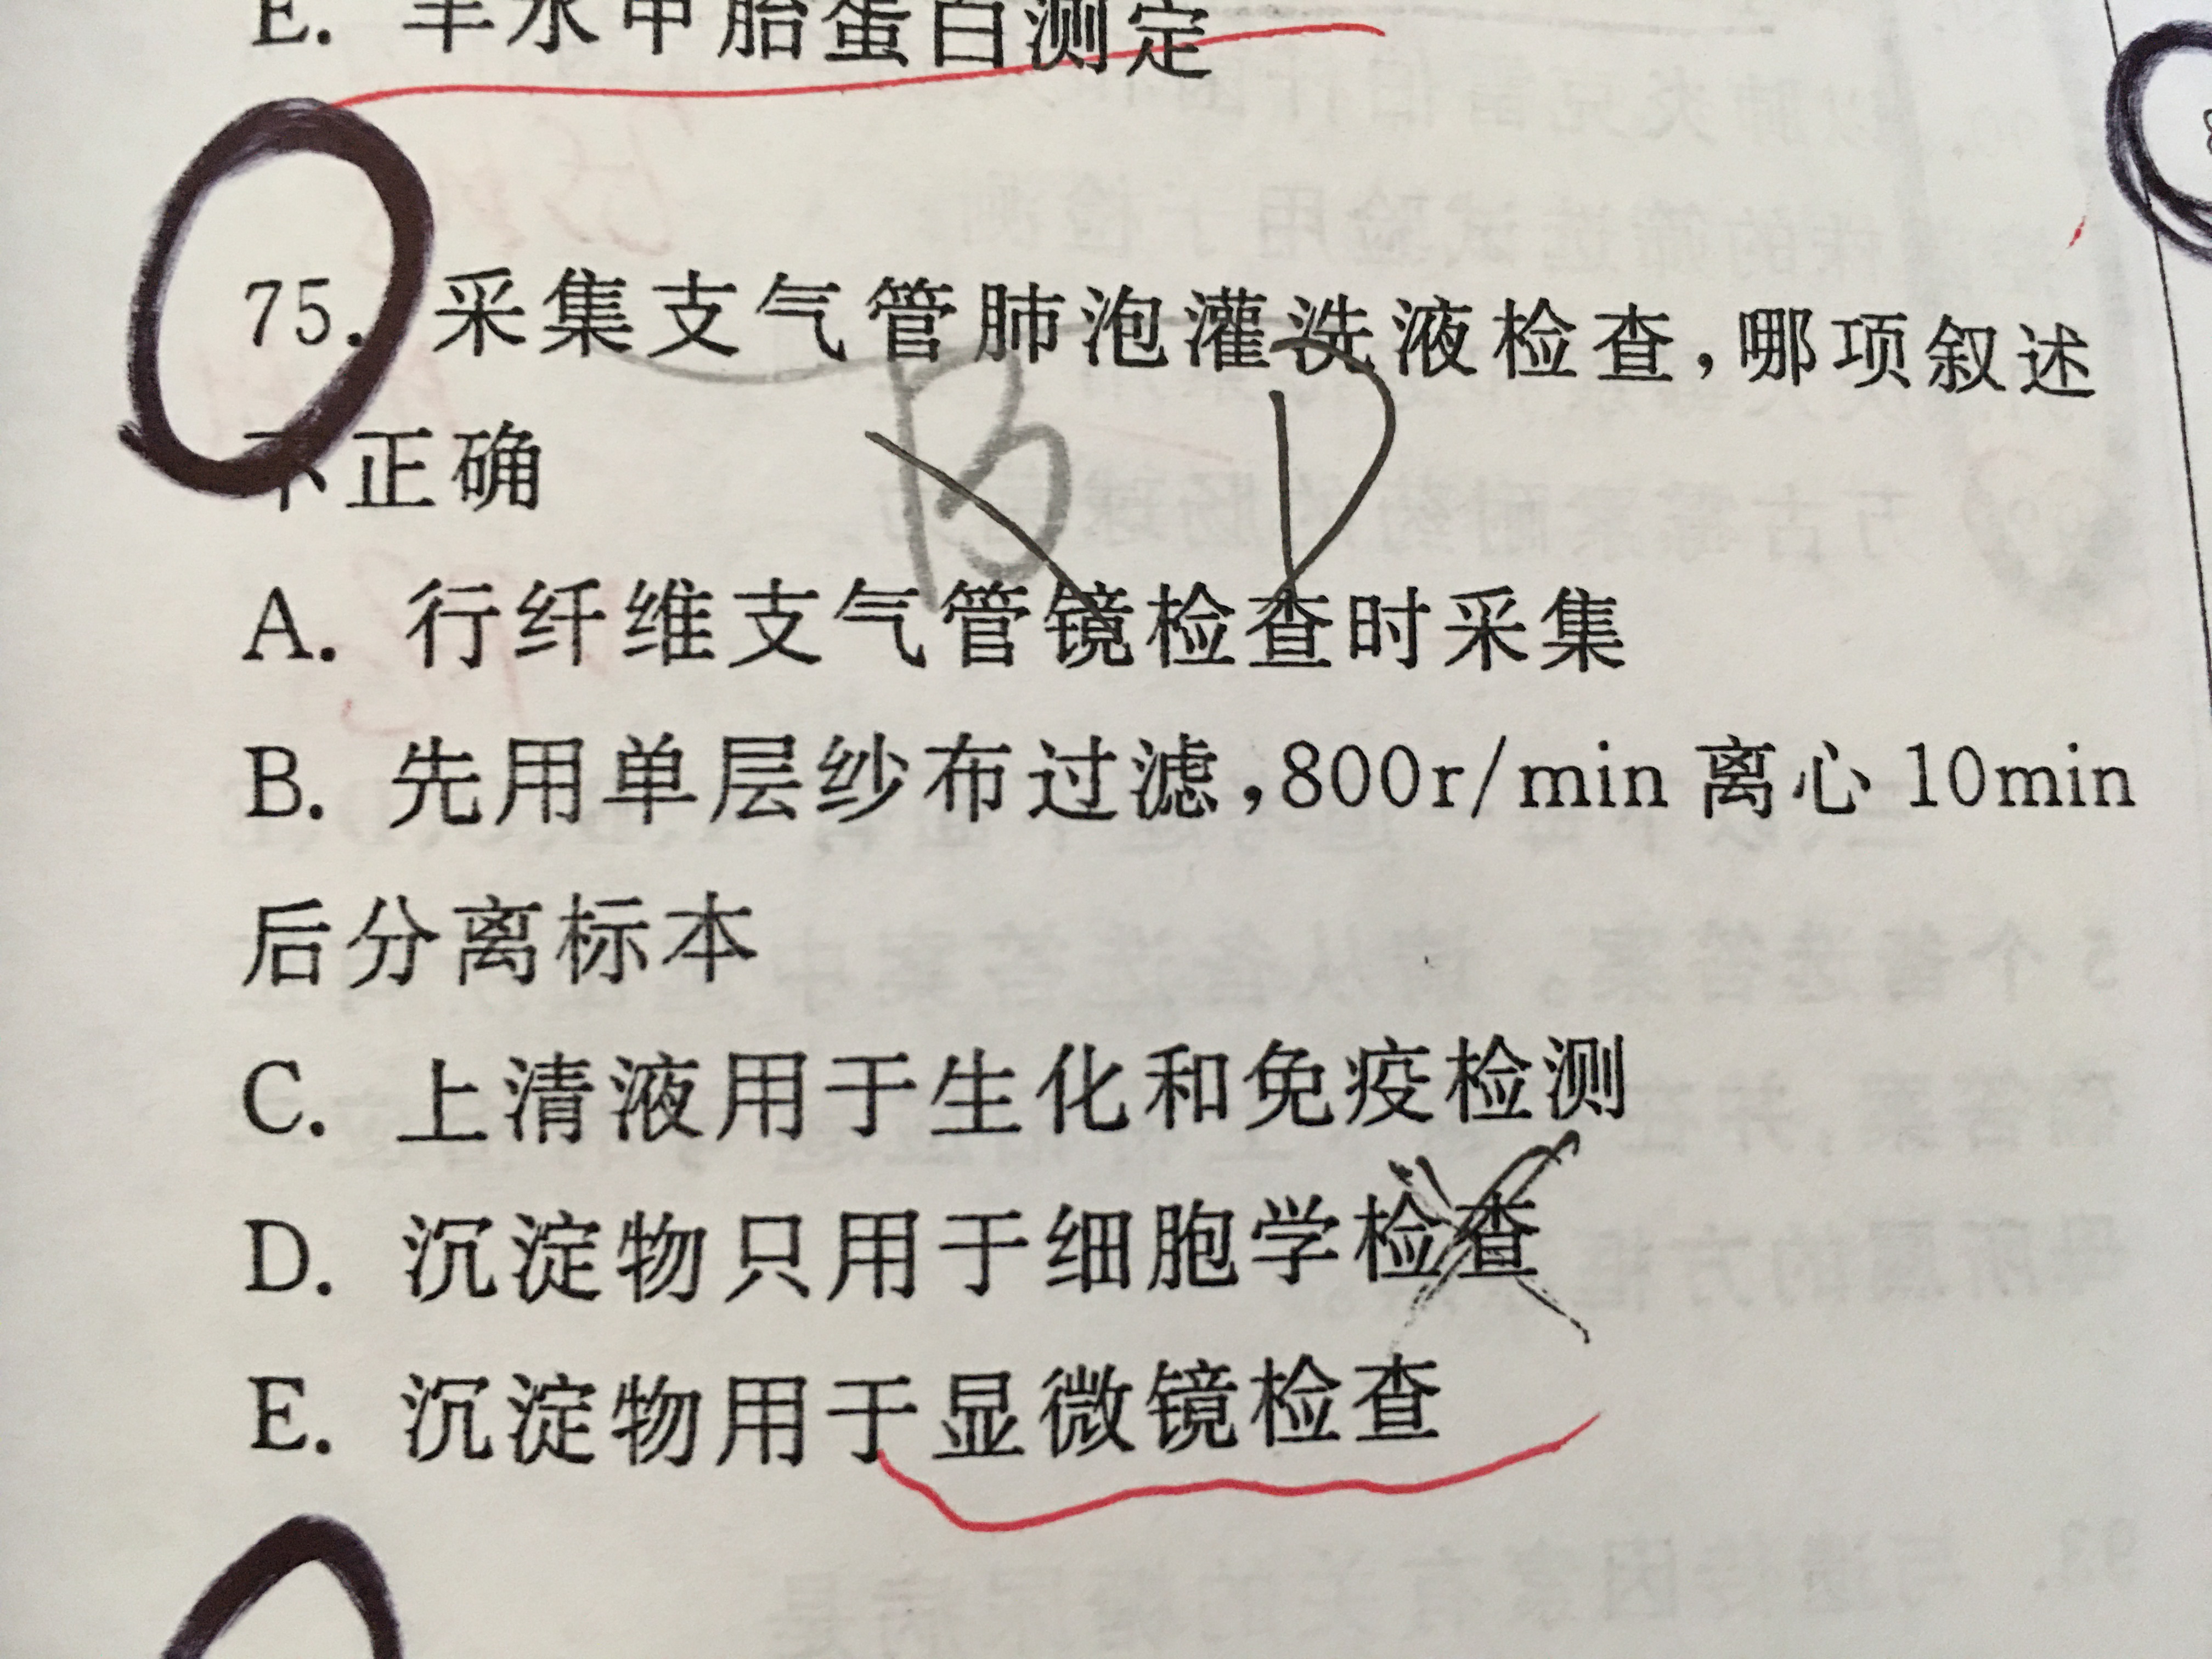 E. 羊水甲胎蛋白测定
75. 采集支气管肺泡灌洗液检查,哪项叙述
不正确
A. 行纤维支气管镜检查时采集
B. 先用单层纱布过滤,800r/min 离心 10min
后分离标本
C. 上清液用于生化和免疫检测
D. 沉淀物只用于细胞学检查
E. 沉淀物用于显微镜检查
B
D